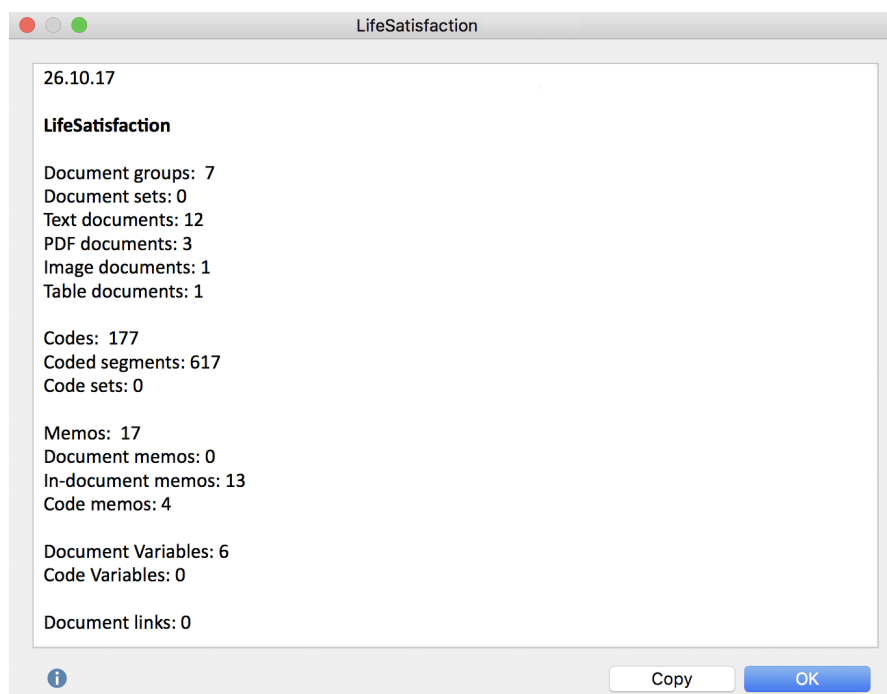 LifeSatisfaction
26.10.17
LifeSatisfaction
Document groups:  7
Document sets: 0
Text documents: 12
PDF documents: 3
Image documents: 1
Table documents: 1
Codes:  177
Coded segments: 617
Code sets: 0
Memos:  17
Document memos: 0
In-document memos: 13
Code memos: 4
Document Variables: 6
Code Variables: 0
Document links: 0
Copy
OK